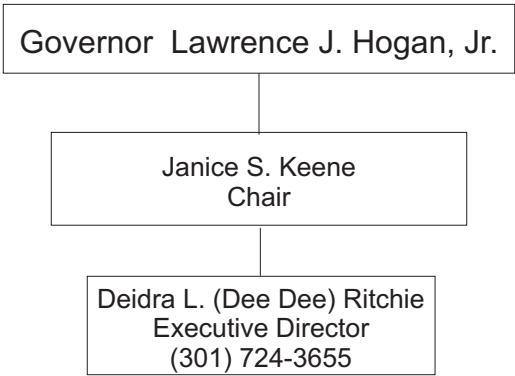 Governor Lawrence J. Hogan, Jr.
Janice S. Keene
Chair
Deidra L. (Dee Dee) Ritchie
Executive Director
(301) 724-3655